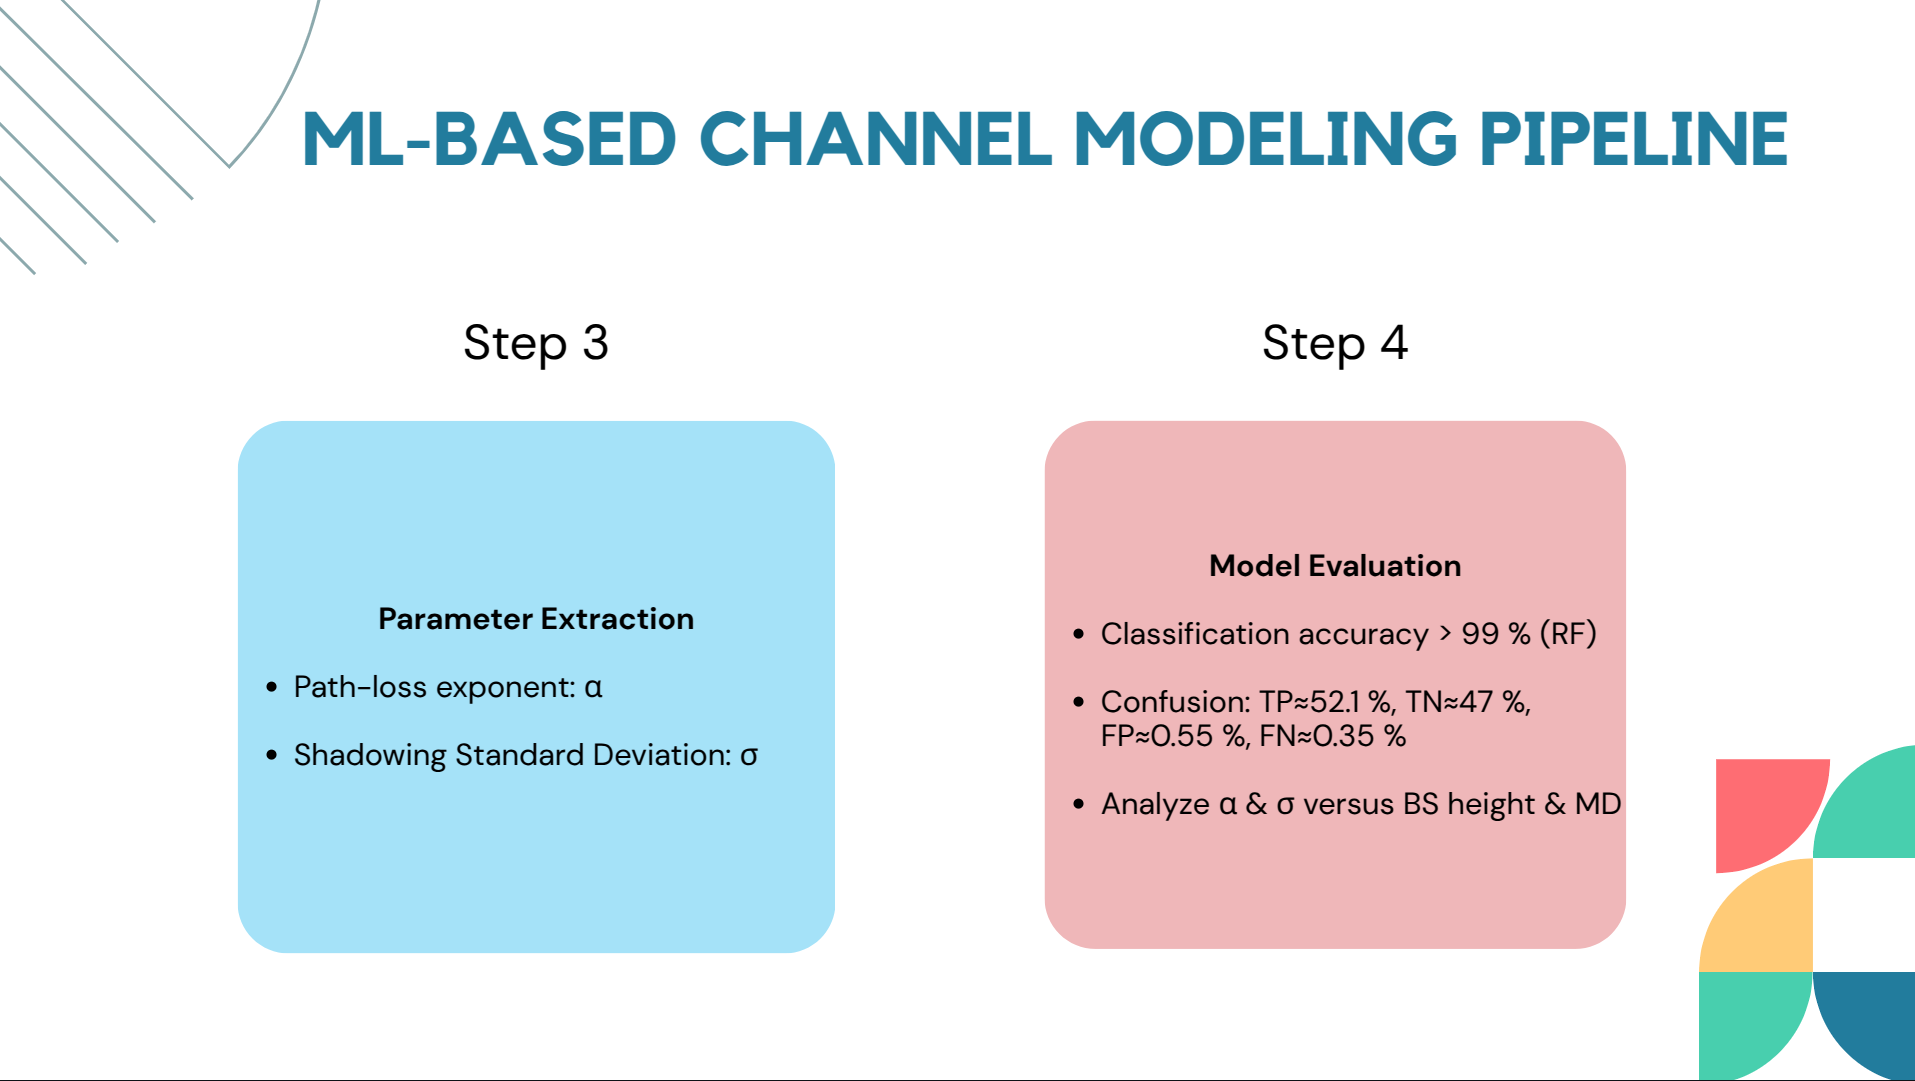 ML-BASED CHANNEL MODELING PIPELINE
Step 3
Parameter Extraction
• Path-loss exponent: α
• Shadowing Standard Deviation: σ
Step 4
Model Evaluation
• Classification accuracy > 99 % (RF)
• Confusion: TP≈52.1 %, TN≈47 %,
FP≈0.55 %, FN≈0.35 %
• Analyze α & σ versus BS height & MD